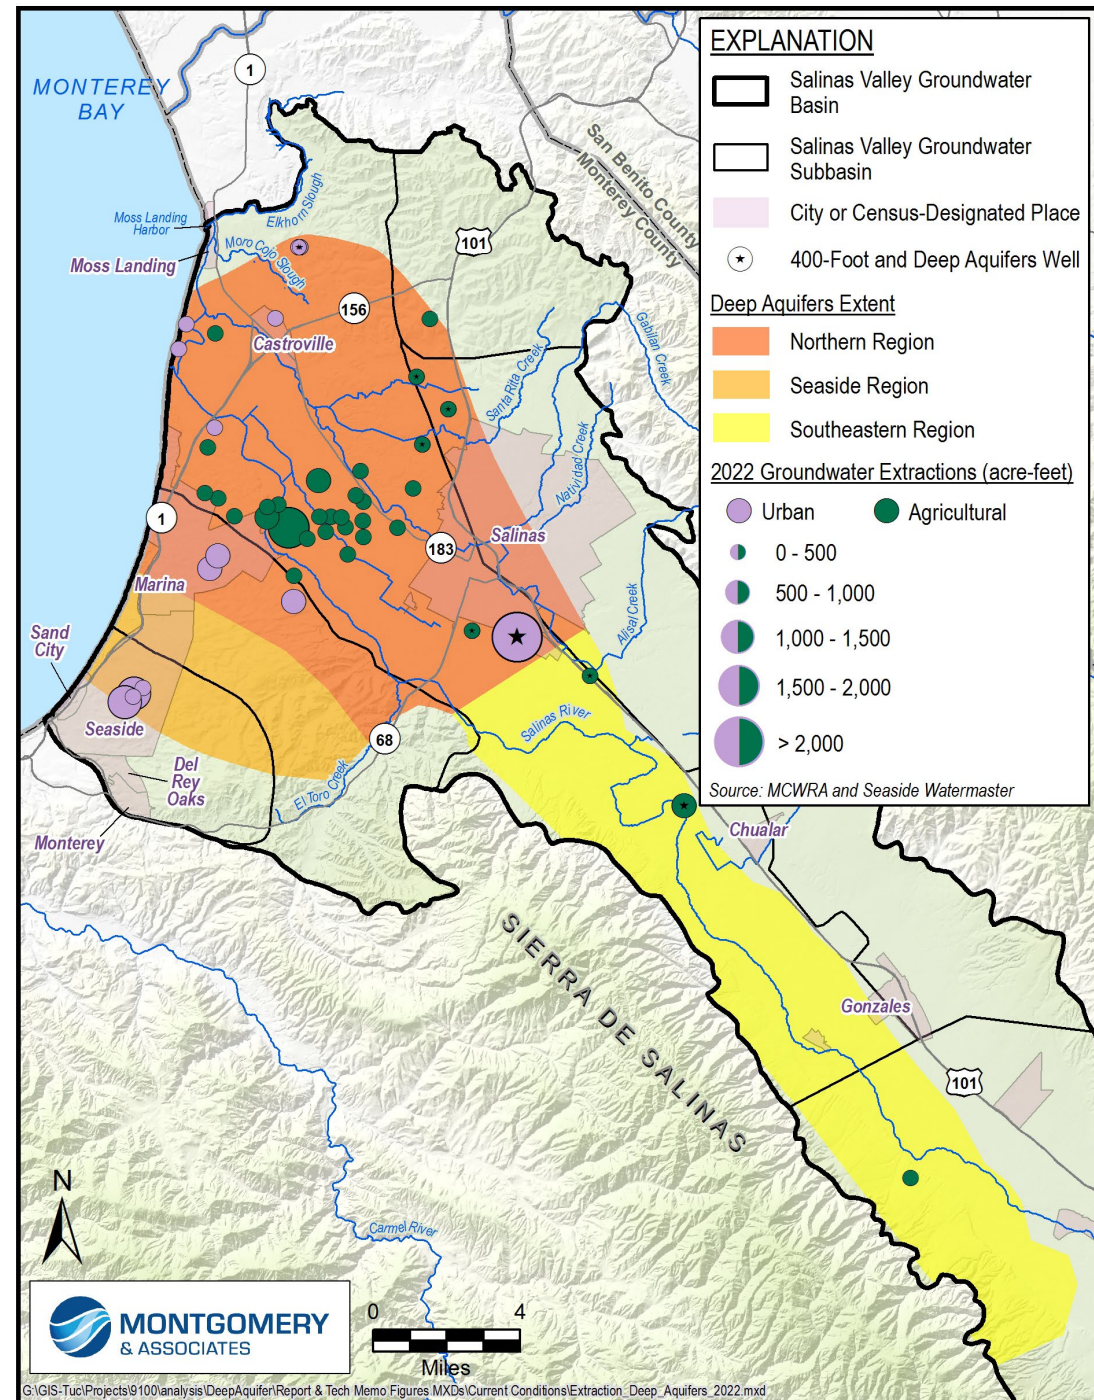 EXPLANATION
Salinas Valley Groundwater
Basin
Salinas Valley Groundwater
Subbasin
City or Census-Designated Place
400-Foot and Deep Aquifers Well
Deep Aquifers Extent
Northern Region
Seaside Region
Southeastern Region
2022 Groundwater Extractions (acre-feet)
Urban
Agricultural
0 - 500
500 - 1,000
1,000 - 1,500
1,500 - 2,000
> 2,000
Source: MCWRA and Seaside Watermaster
MONTEREY
BAY
1
San Benito County
Monterey County
Moss Landing
Harbor
Elkhorn Slough
Moss Landing
Moro Cojo Slough
101
156
Castroville
Gabilan Creek
Santa Rita Creek
Natividad Creek
1
183
Salinas
Marina
Alisal Creek
Sand
City
Seaside
Salinas River
68
Del
Rey
Oaks
El Toro Creek
Monterey
Chualar
SIERRA DE SALINAS
Gonzales
101
Carmel River
N
0
4
Miles
MONTGOMERY
& ASSOCIATES
G:\GIS-Tuc\Projects\9100\analysis\DeepAquifer\Report & Tech Memo Figures MXDs\Current Conditions\Extraction_Deep_Aquifers_2022.mxd